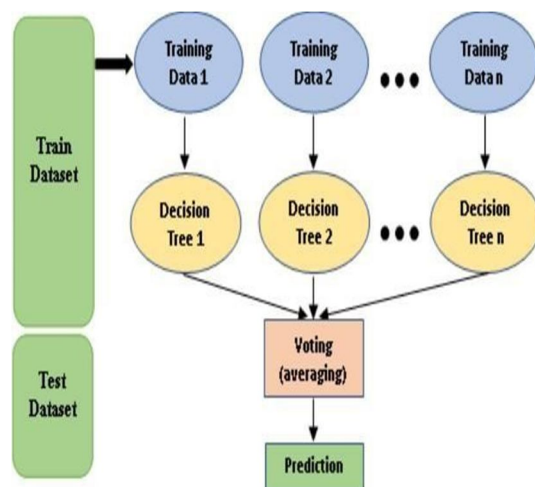 Training
Data 1
Training
Data 2
Training
Data n
Train
Dataset
Decision
Tree 1
Decision
Tree 2
Decision
Tree n
Voting
(averaging)
Test
Dataset
Prediction